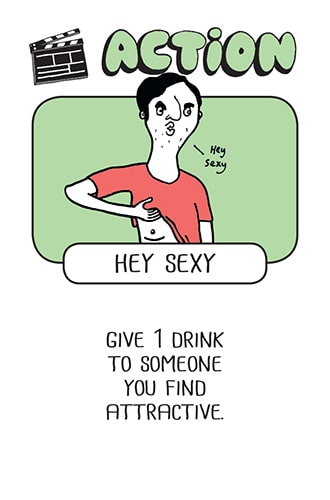 ACTION
Hey
Sexy
HEY SEXY
GIVE 1 DRINK
TO SOMEONE
YOU FIND
ATTRACTIVE.